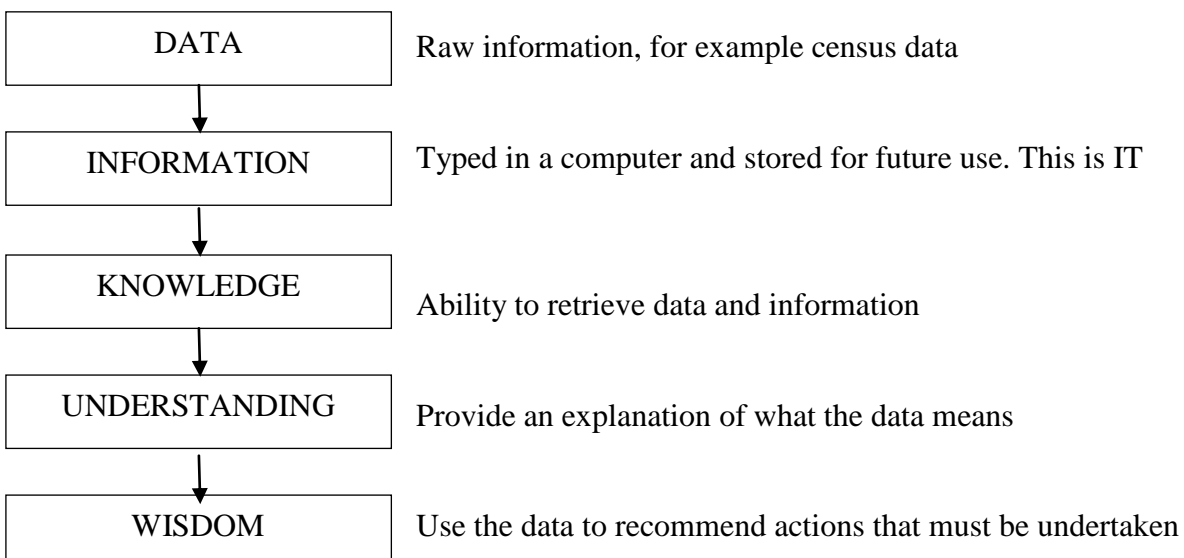 DATA
Raw information, for example census data
INFORMATION
Typed in a computer and stored for future use. This is IT
KNOWLEDGE
Ability to retrieve data and information
UNDERSTANDING
Provide an explanation of what the data means
WISDOM
Use the data to recommend actions that must be undertaken